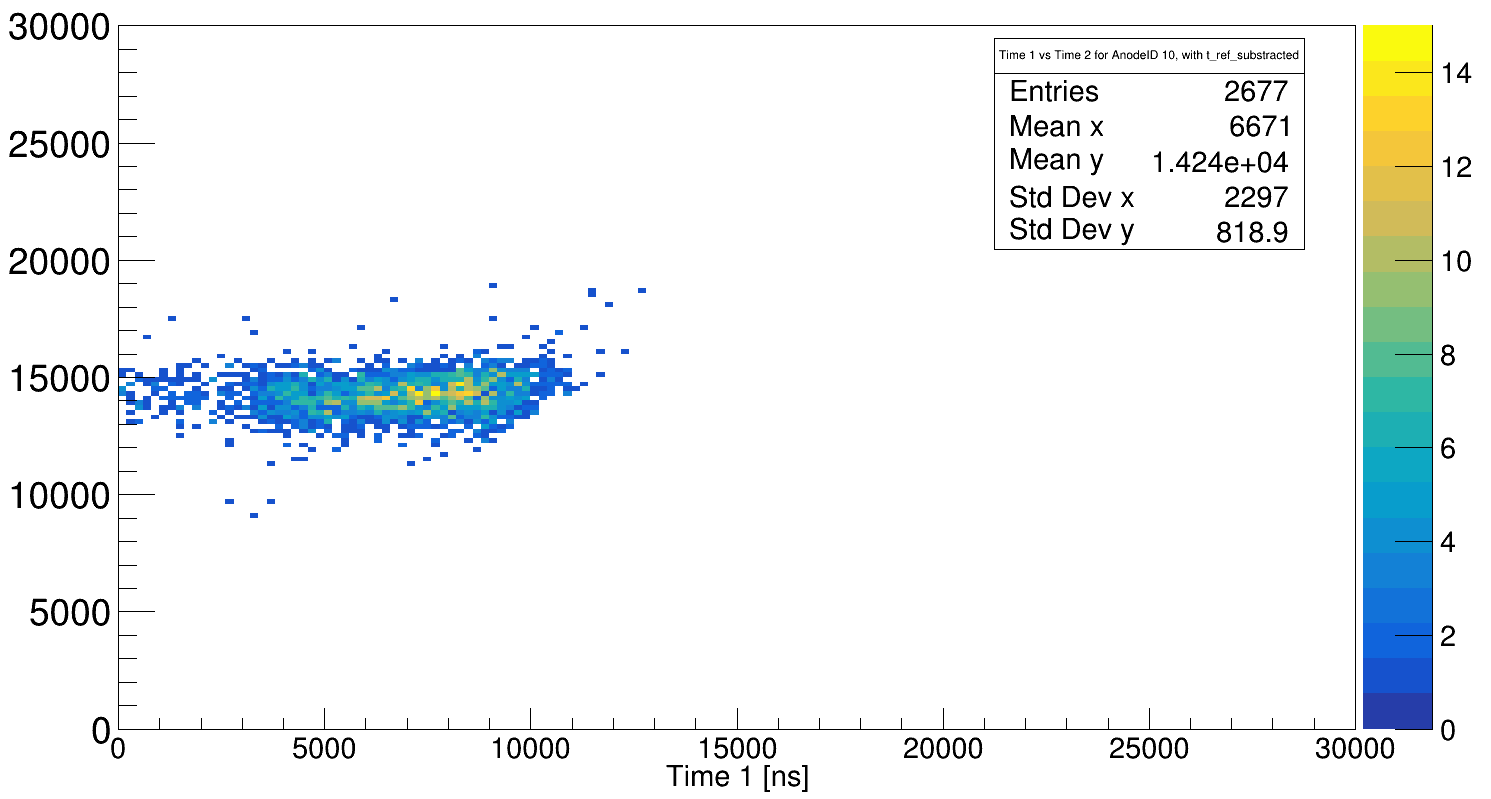 30000
25000
20000
15000
10000
5000
0
0 5000 10000 15000 20000 25000 30000
Time 1 [ns]
Time 1 vs Time 2 for AnodeID 10, with t_ref_substracted
Entries 2677
Mean x 6671
Mean y 1.424e+04
Std Dev x 2297
Std Dev y 818.9
14
12
10
8
6
4
2
0